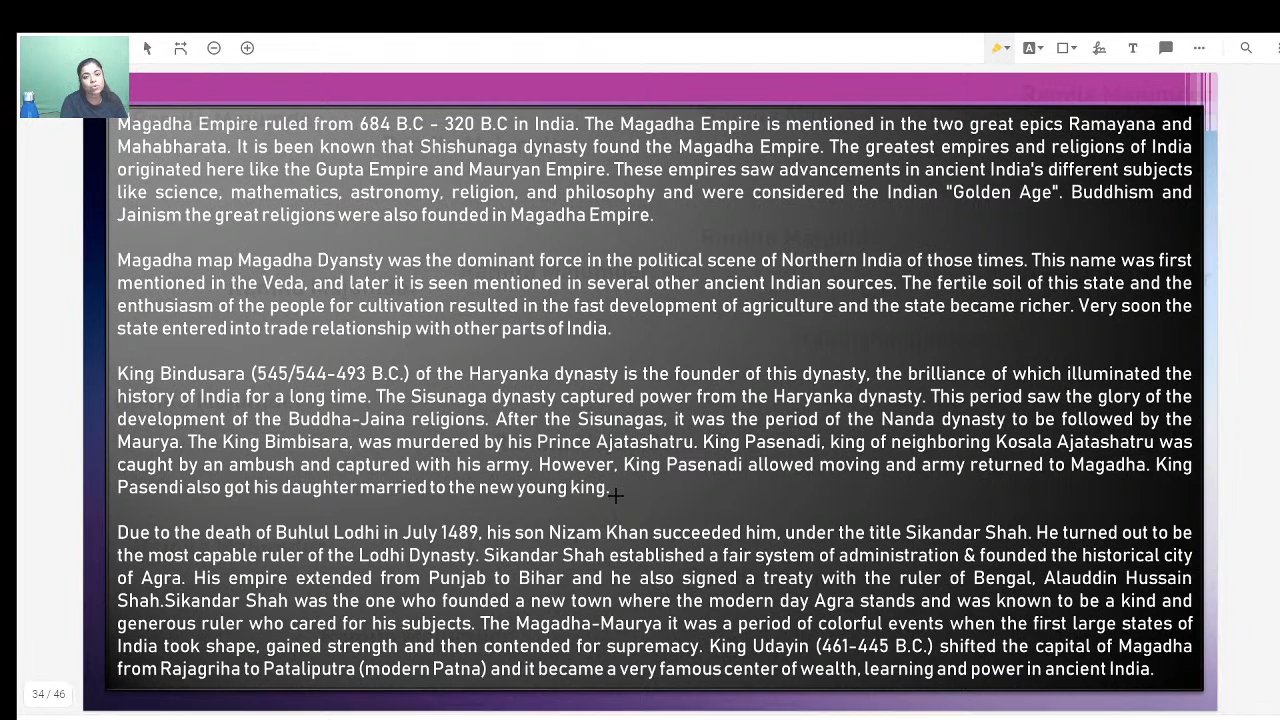 Magadha Empire ruled from 684 B.C - 320 B.C in India. The Magadha Empire is mentioned in the two great epics Ramayana and
Mahabharata. It is been known that Shishunaga dynasty found the Magadha Empire. The greatest empires and religions of India
originated here like the Gupta Empire and Mauryan Empire. These empires saw advancements in ancient India's different subjects
like science, mathematics, astronomy, religion, and philosophy and were considered the Indian "Golden Age". Buddhism and
Jainism the great religions were also founded in Magadha Empire.
Magadha map Magadha Dyansty was the dominant force in the political scene of Northern India of those times. This name was first
mentioned in the Veda, and later it is seen mentioned in several other ancient Indian sources. The fertile soil of this state and the
enthusiasm of the people for cultivation resulted in the fast development of agriculture and the state became richer. Very soon the
state entered into trade relationship with other parts of India.
King Bindusara (545/544-493 B.C.) of the Haryanka dynasty is the founder of this dynasty, the brilliance of which illuminated the
history of India for a long time. The Sisunaga dynasty captured power from the Haryanka dynasty. This period saw the glory of the
development of the Buddha-Jaina religions. After the Sisunagas, it was the period of the Nanda dynasty to be followed by the
Maurya. The King Bimbisara, was murdered by his Prince Ajatashatru. King Pasenadi, king of neighboring Kosala Ajatashatru was
caught by an ambush and captured with his army. However, King Pasenadi allowed moving and army returned to Magadha. King
Pasendi also got his daughter married to the new young king.
Due to the death of Buhlul Lodhi in July 1489, his son Nizam Khan succeeded him, under the title Sikandar Shah. He turned out to be
the most capable ruler of the Lodhi Dynasty. Sikandar Shah established a fair system of administration & founded the historical city
of Agra. His empire extended from Punjab to Bihar and he also signed a treaty with the ruler of Bengal, Alauddin Hussain
Shah.Sikandar Shah was the one who founded a new town where the modern day Agra stands and was known to be a kind and
generous ruler who cared for his subjects. The Magadha-Maurya it was a period of colorful events when the first large states of
India took shape, gained strength and then contended for supremacy. King Udayin (461-445 B.C.) shifted the capital of Magadha
from Rajagriha to Pataliputra (modern Patna) and it became a very famous center of wealth, learning and power in ancient India.
34 / 46